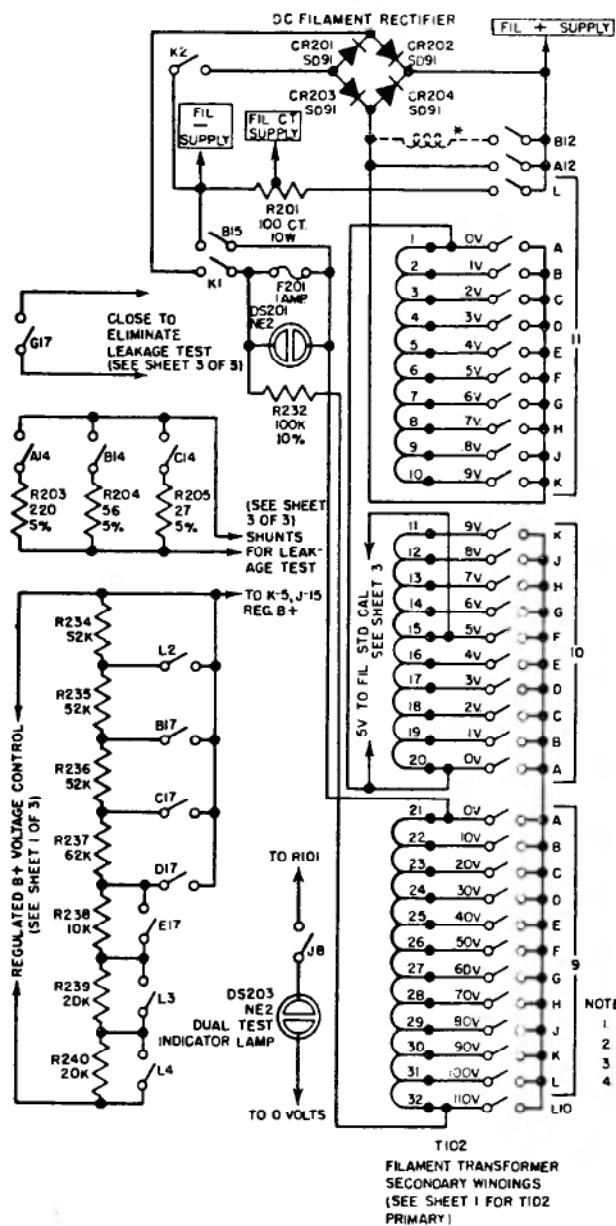 DC FILAMENT RECTIFIER
FIL + SUPPLY
K2
CR201
SD91
CR202
SD91
CR203
SD91
CR204
SD91
FIL
—
SUPPLY
FIL CT
SUPPLY
*
B12
A12
L
R201
100 CT.
10W
B15
K1
F201
1 AMP
DS201
NE2
R232
100K
10%
G17
CLOSE TO
ELIMINATE
LEAKAGE TEST
(SEE SHEET 3 OF 3)
1 0V A
2 1V B
3 .2V C
4 .3V D
5 .4V E
6 .5V F
7 .6V G
8 .7V H
9 .8V J
10 .9V K
11
A14
B14
C14
R203
220
5%
R204
56
5%
R205
27
5%
(SEE SHEET
3 OF 3)
SHUNTS
FOR LEAK-
AGE TEST
11 9V K
12 8V J
13 7V H
14 6V G
15 5V F
16 4V E
17 3V D
18 2V C
19 1V B
20 0V A
10
5V TO FIL STD CAL
SEE SHEET 3
TO K-5, J-15
REG. B+
R234
52K
L2
R235
52K
B17
R236
52K
C17
R237
62K
D17
R238
10K
E17
R239
20K
L3
R240
20K
L4
REGULATED B+ VOLTAGE CONTROL
(SEE SHEET 1 OF 3)
TO R101
J8
DS203
NE2
DUAL TEST
INDICATOR LAMP
TO 0 VOLTS
21 0V A
22 10V B
23 20V C
24 30V D
25 40V E
26 50V F
27 60V G
28 70V H
29 80V J
30 90V K
31 100V L
32 110V L10
9
NOTE
1.
2
3
4
T102
FILAMENT TRANSFORMER
SECONDARY WINDINGS
(SEE SHEET 1 FOR T102
PRIMARY)